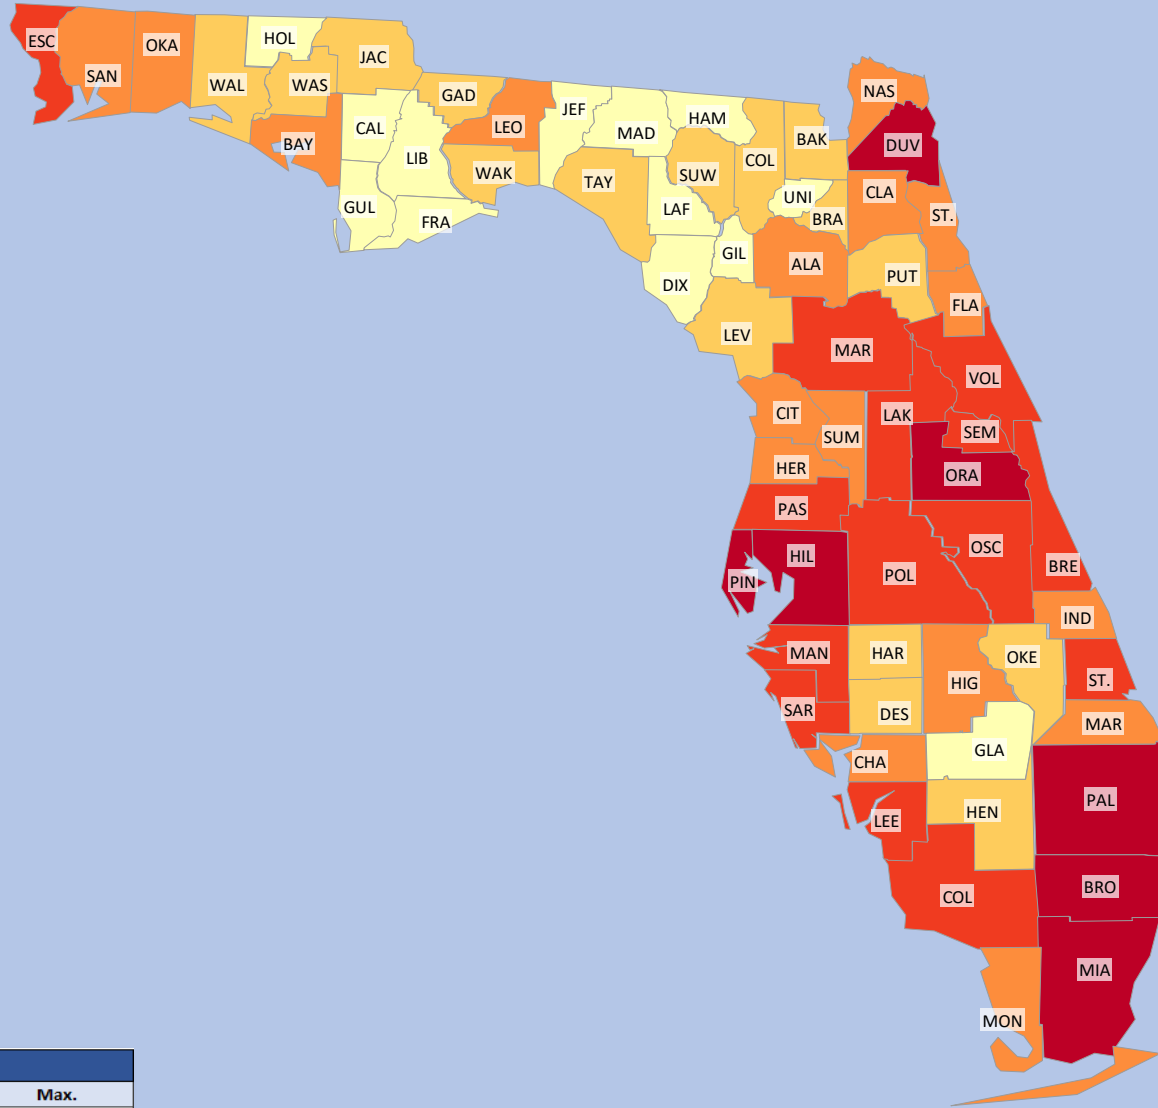 HOL
ESC
OKA
JAC
SAN
WAL
WAS
GAD
NAS
JEF
HAM
LEO
CAL
MAD
BAK
DUV
BAY
LIB
COL
WAK
SUW
TAY
CLA
UNI
GUL
LAF
ST.
BRA
FRA
GIL
ALA
PUT
DIX
FLA
LEV
MAR
VOL
CIT
LAK
SUM
SEM
HER
ORA
PAS
HIL
OSC
BRE
PIN
POL
IND
MAN
HAR
OKE
HIG
ST.
SAR
DES
MAR
GLA
CHA
PAL
HEN
LEE
BRO
COL
MIA
MON
Max.